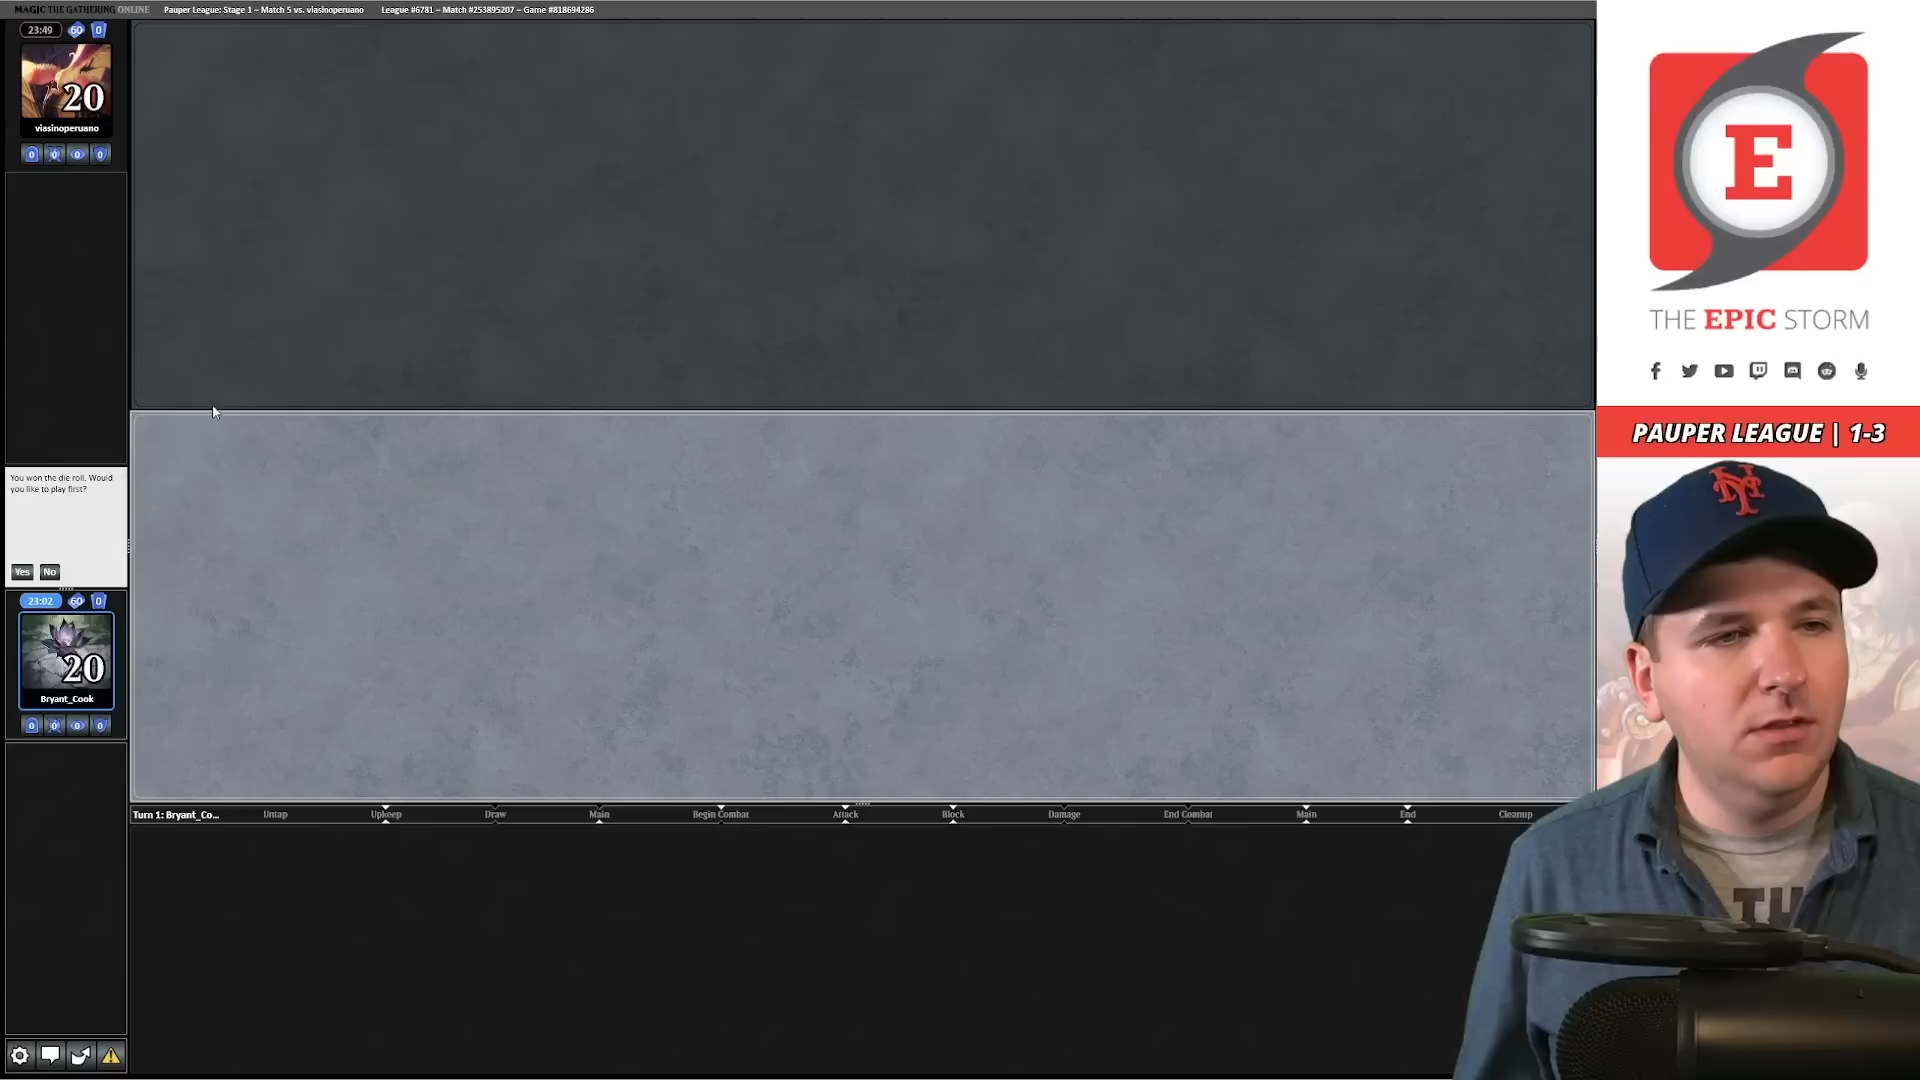 MAGIC THE GATHERING ONLINE Pauper League: Stage 1 – Match 5 vs. viasinoperuano League #6781 – Match #253895207 – Game #818694286
23:49 60 0
20
viasinoperuano
0 0 0 0
You won the die roll. Would
you like to play first?
Yes No
23:02 60 0
20
Bryant_Cook
0 0 0 0
Turn 1: Bryant_Co... Untap Upkeep Draw Main Begin Combat Attack Block Damage End Combat Main End Cleanup
E
THE EPIC STORM
PAUPER LEAGUE | 1-3
NY
TH